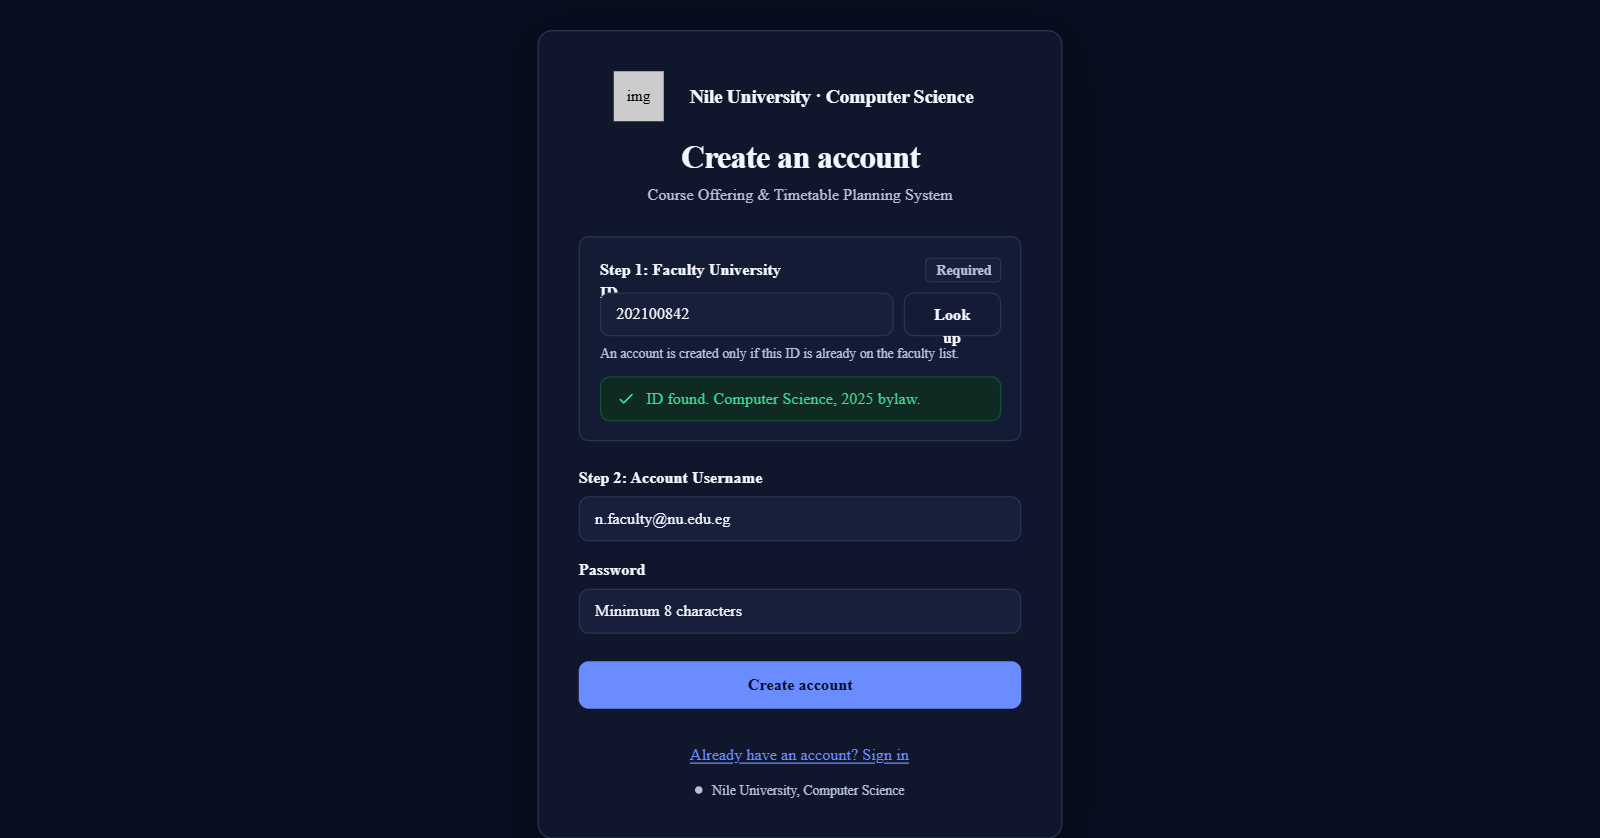 img
Nile University · Computer Science
Create an account
Course Offering & Timetable Planning System
Step 1: Faculty University
ID
Required
202100842
Look
up
An account is created only if this ID is already on the faculty list.
ID found. Computer Science, 2025 bylaw.
Step 2: Account Username
n.faculty@nu.edu.eg
Password
Minimum 8 characters
Create account
Already have an account? Sign in
Nile University, Computer Science